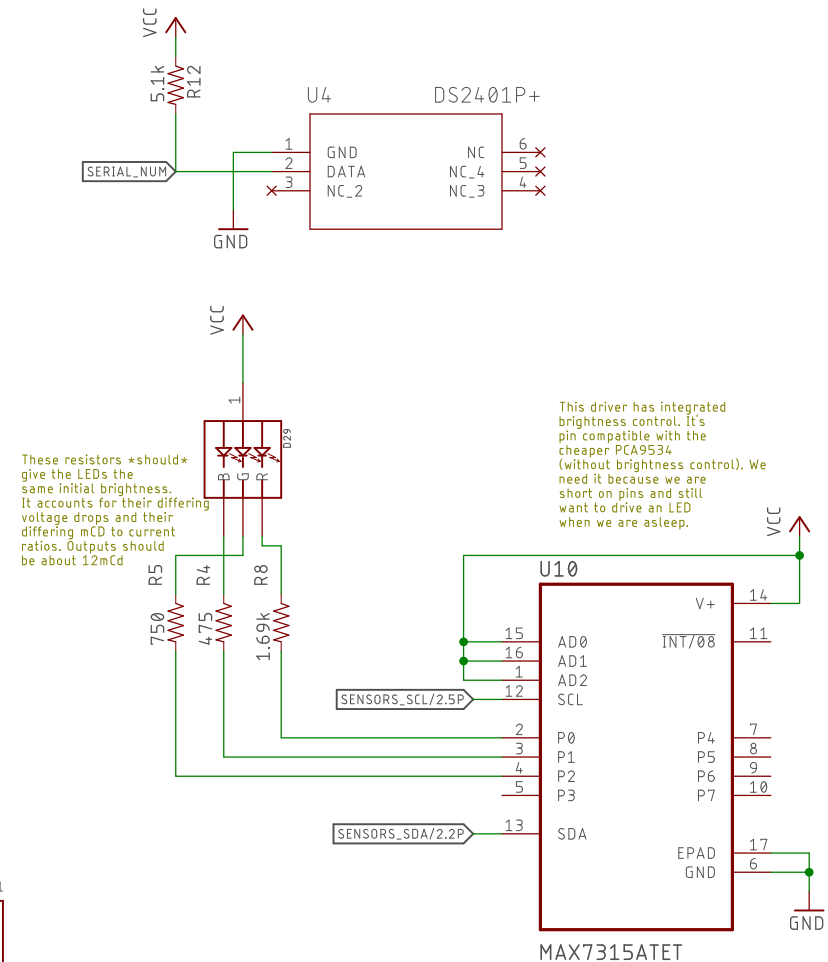 VCC
5.1k
R12
U4
DS2401P+
SERIAL_NUM
1
GND
NC
6
2
DATA
NC_4
5
3
NC_2
NC_3
4
GND
VCC
1
D29
B
G
R
These resistors *should*
give the LEDs the
same initial brightness.
It accounts for their differing
voltage drops and their
differing mCD to current
ratios. Outputs should
be about 12mCd
This driver has integrated
brightness control. It's
pin compatible with the
cheaper PCA9534
(without brightness control). We
need it because we are
short on pins and still
want to drive an LED
when we are asleep.
VCC
R5
R4
R8
750
475
1.69k
U10
V+
14
15
AD0
INT/O8
11
16
AD1
1
AD2
SENSORS_SCL/2.5P
12
SCL
2
P0
P4
7
3
P1
P5
8
4
P2
P6
9
5
P3
P7
10
SENSORS_SDA/2.2P
13
SDA
EPAD
17
GND
6
GND
MAX7315ATET